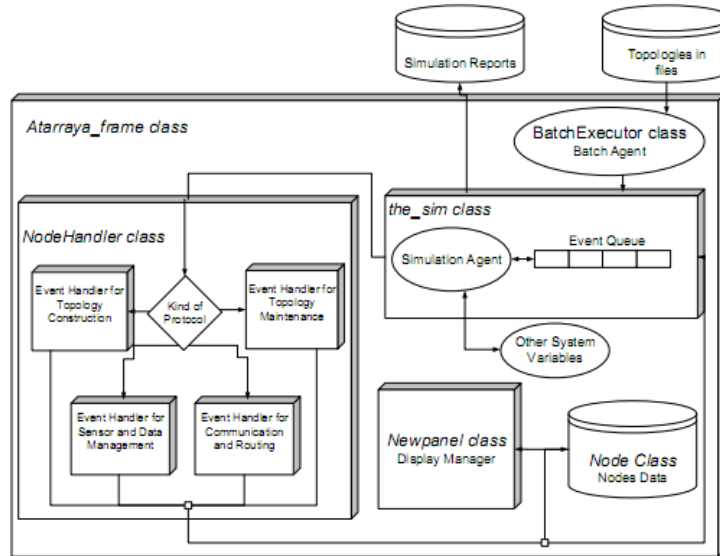 Simulation Reports
Topologies in
files
Atarraya_frame class
BatchExecutor class
Batch Agent
the_sim class
NodeHandler class
Event Queue
Simulation Agent
Event Handler for
Topology
Construction
Kind of
Protocol
Event Handler for
Topology
Maintenance
Other System
Variables
Event Handler for
Sensor and Data
Management
Event Handler for
Communication
and Routing
Newpanel class
Display Manager
Node Class
Nodes Data